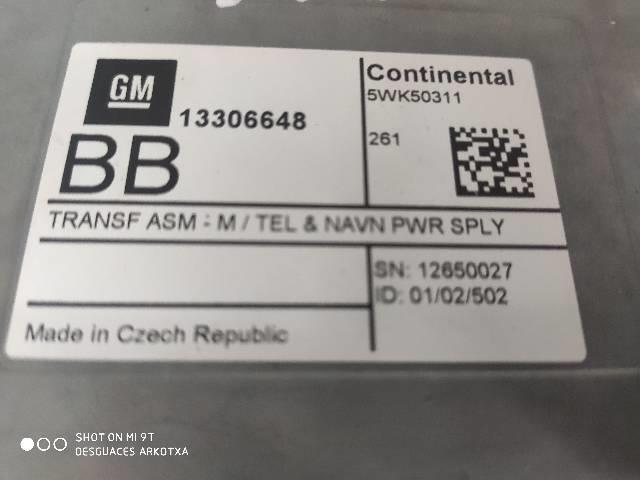 GM
13306648
BB
Continental
5WK50311
261
TRANSF ASM - M / TEL & NAVN PWR SPLY
SN: 12650027
ID: 01/02/502
Made in Czech Republic
SHOT ON MI 9T
DESGUACES ARKOTXA